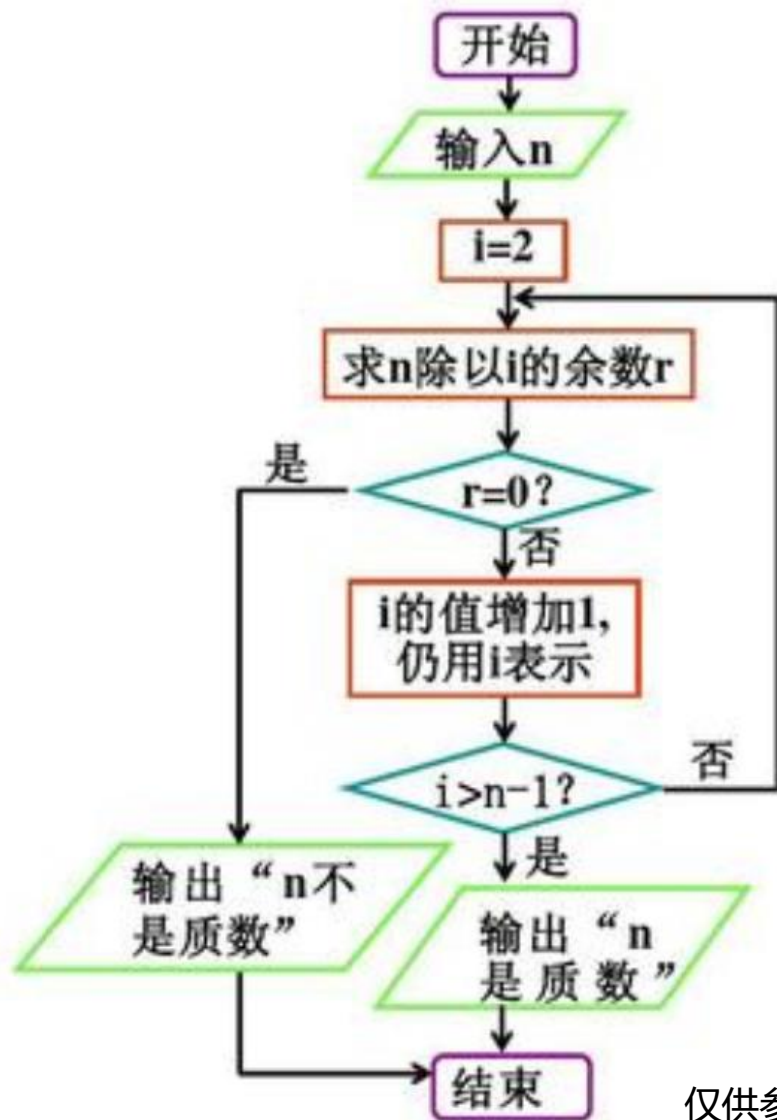 开始
输入n
i=2
求n除以i的余数r
是
r=0?
否
i的值增加1,
仍用i表示
i>n-1?
否
是
输出“n不
是质数”
输出“n
是质数”
结束
仅供参